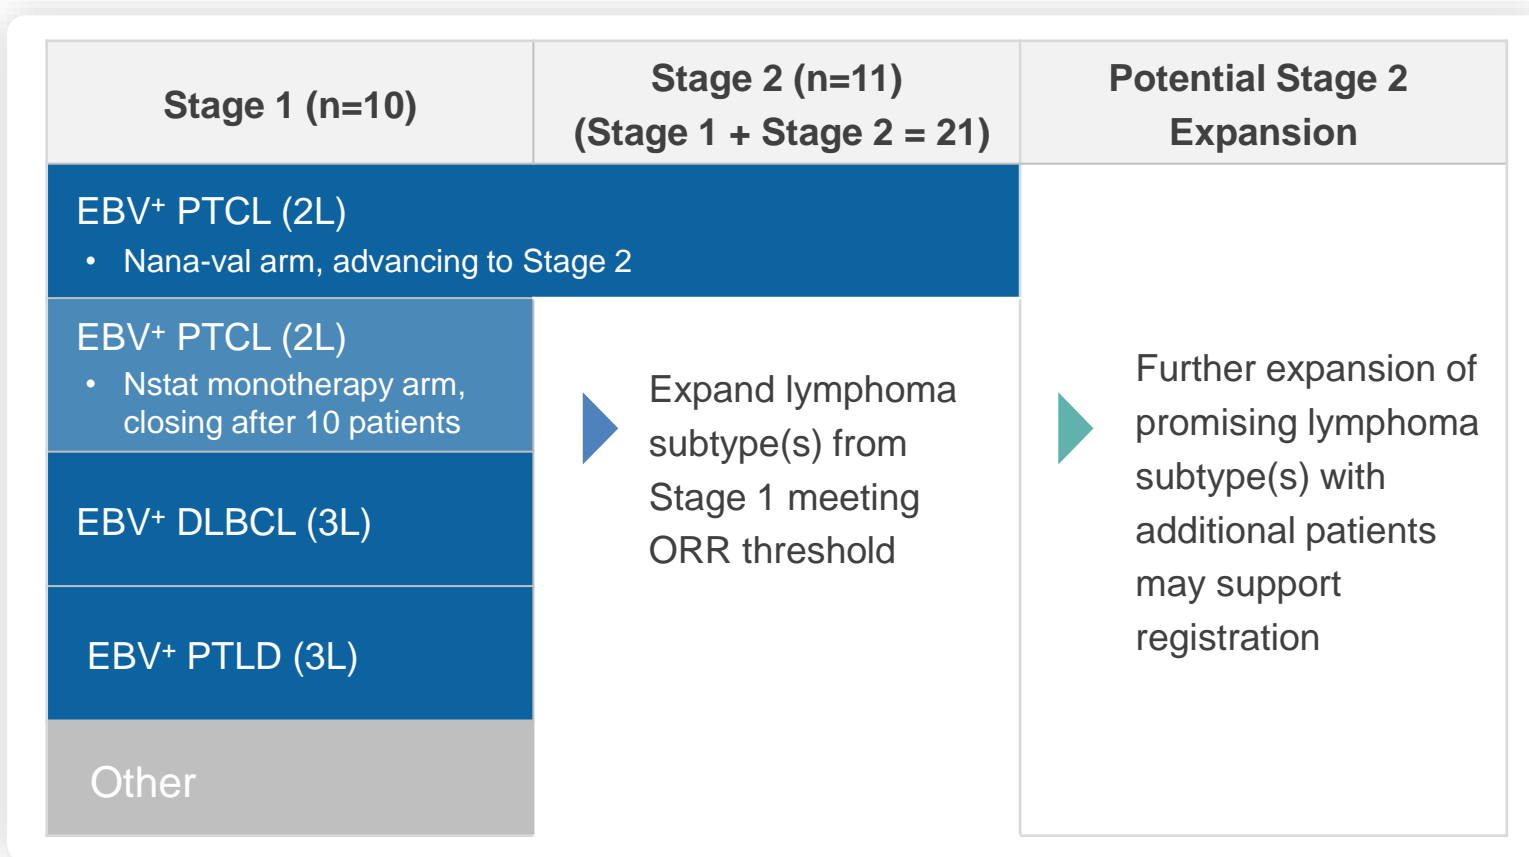 Stage 1 (n=10)
Stage 2 (n=11)
(Stage 1 + Stage 2 = 21)
Potential Stage 2
Expansion
EBV⁺ PTCL (2L)
• Nana-val arm, advancing to Stage 2
EBV⁺ PTCL (2L)
• Nstat monotherapy arm,
closing after 10 patients
EBV⁺ DLBCL (3L)
EBV⁺ PTLD (3L)
Other
Expand lymphoma
subtype(s) from
Stage 1 meeting
ORR threshold
Further expansion of
promising lymphoma
subtype(s) with
additional patients
may support
registration